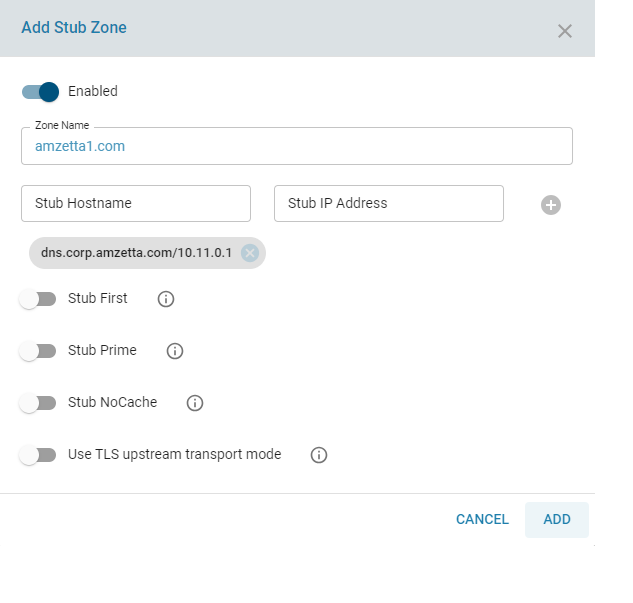 Add Stub Zone
Enabled
Zone Name
amzetta1.com
Stub Hostname
Stub IP Address
dns.corp.amzetta.com/10.11.0.1
Stub First
Stub Prime
Stub NoCache
Use TLS upstream transport mode
CANCEL
ADD